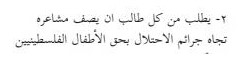 ٢- يطلب من كل طالب ان يصف مشاعره
تجاه جرائم الاحتلال بحق الأطفال الفلسطينيين